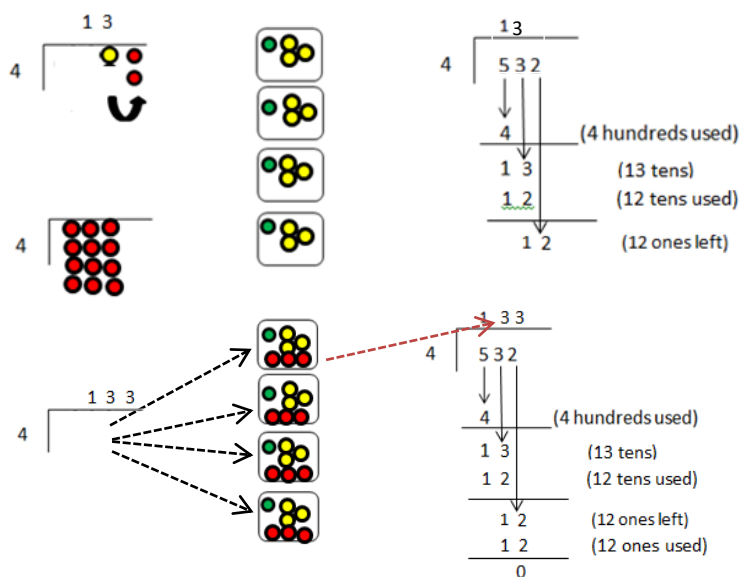 1 3
4
4
1 3
4
5 3 2
4 (4 hundreds used)
1 3 (13 tens)
1 2 (12 tens used)
1 2 (12 ones left)
1 3 3
4
1 3 3
4
5 3 2
4 (4 hundreds used)
1 3 (13 tens)
1 2 (12 tens used)
1 2 (12 ones left)
1 2 (12 ones used)
0